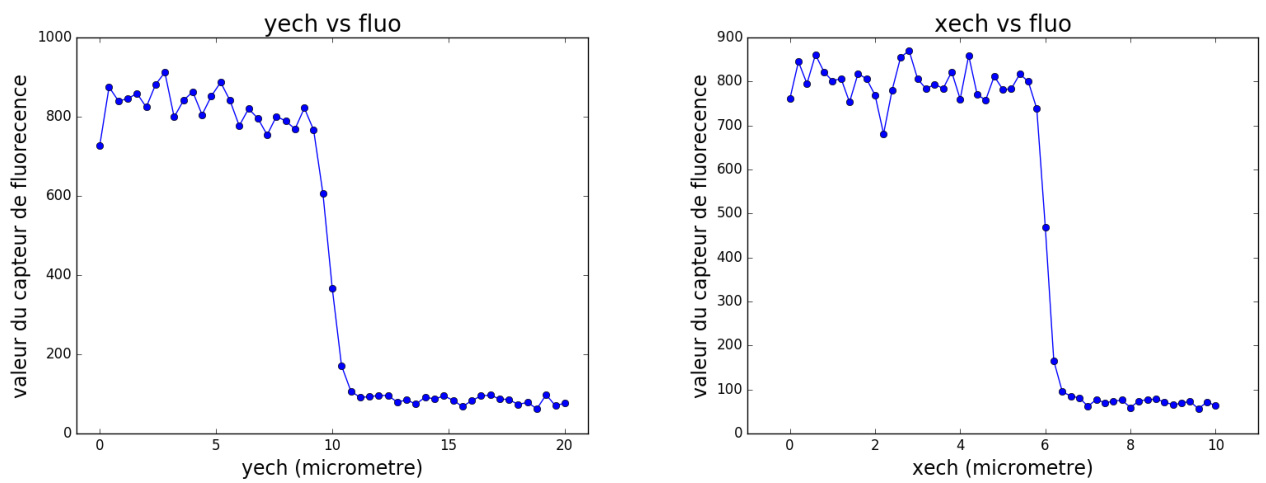 yech vs fluo
1000
800
600
400
200
0
valeur du capteur de fluorecence
0 5 10 15 20
yech (micrometre)
xech vs fluo
900
800
700
600
500
400
300
200
100
0
valeur du capteur de fluorecence
0 2 4 6 8 10
xech (micrometre)